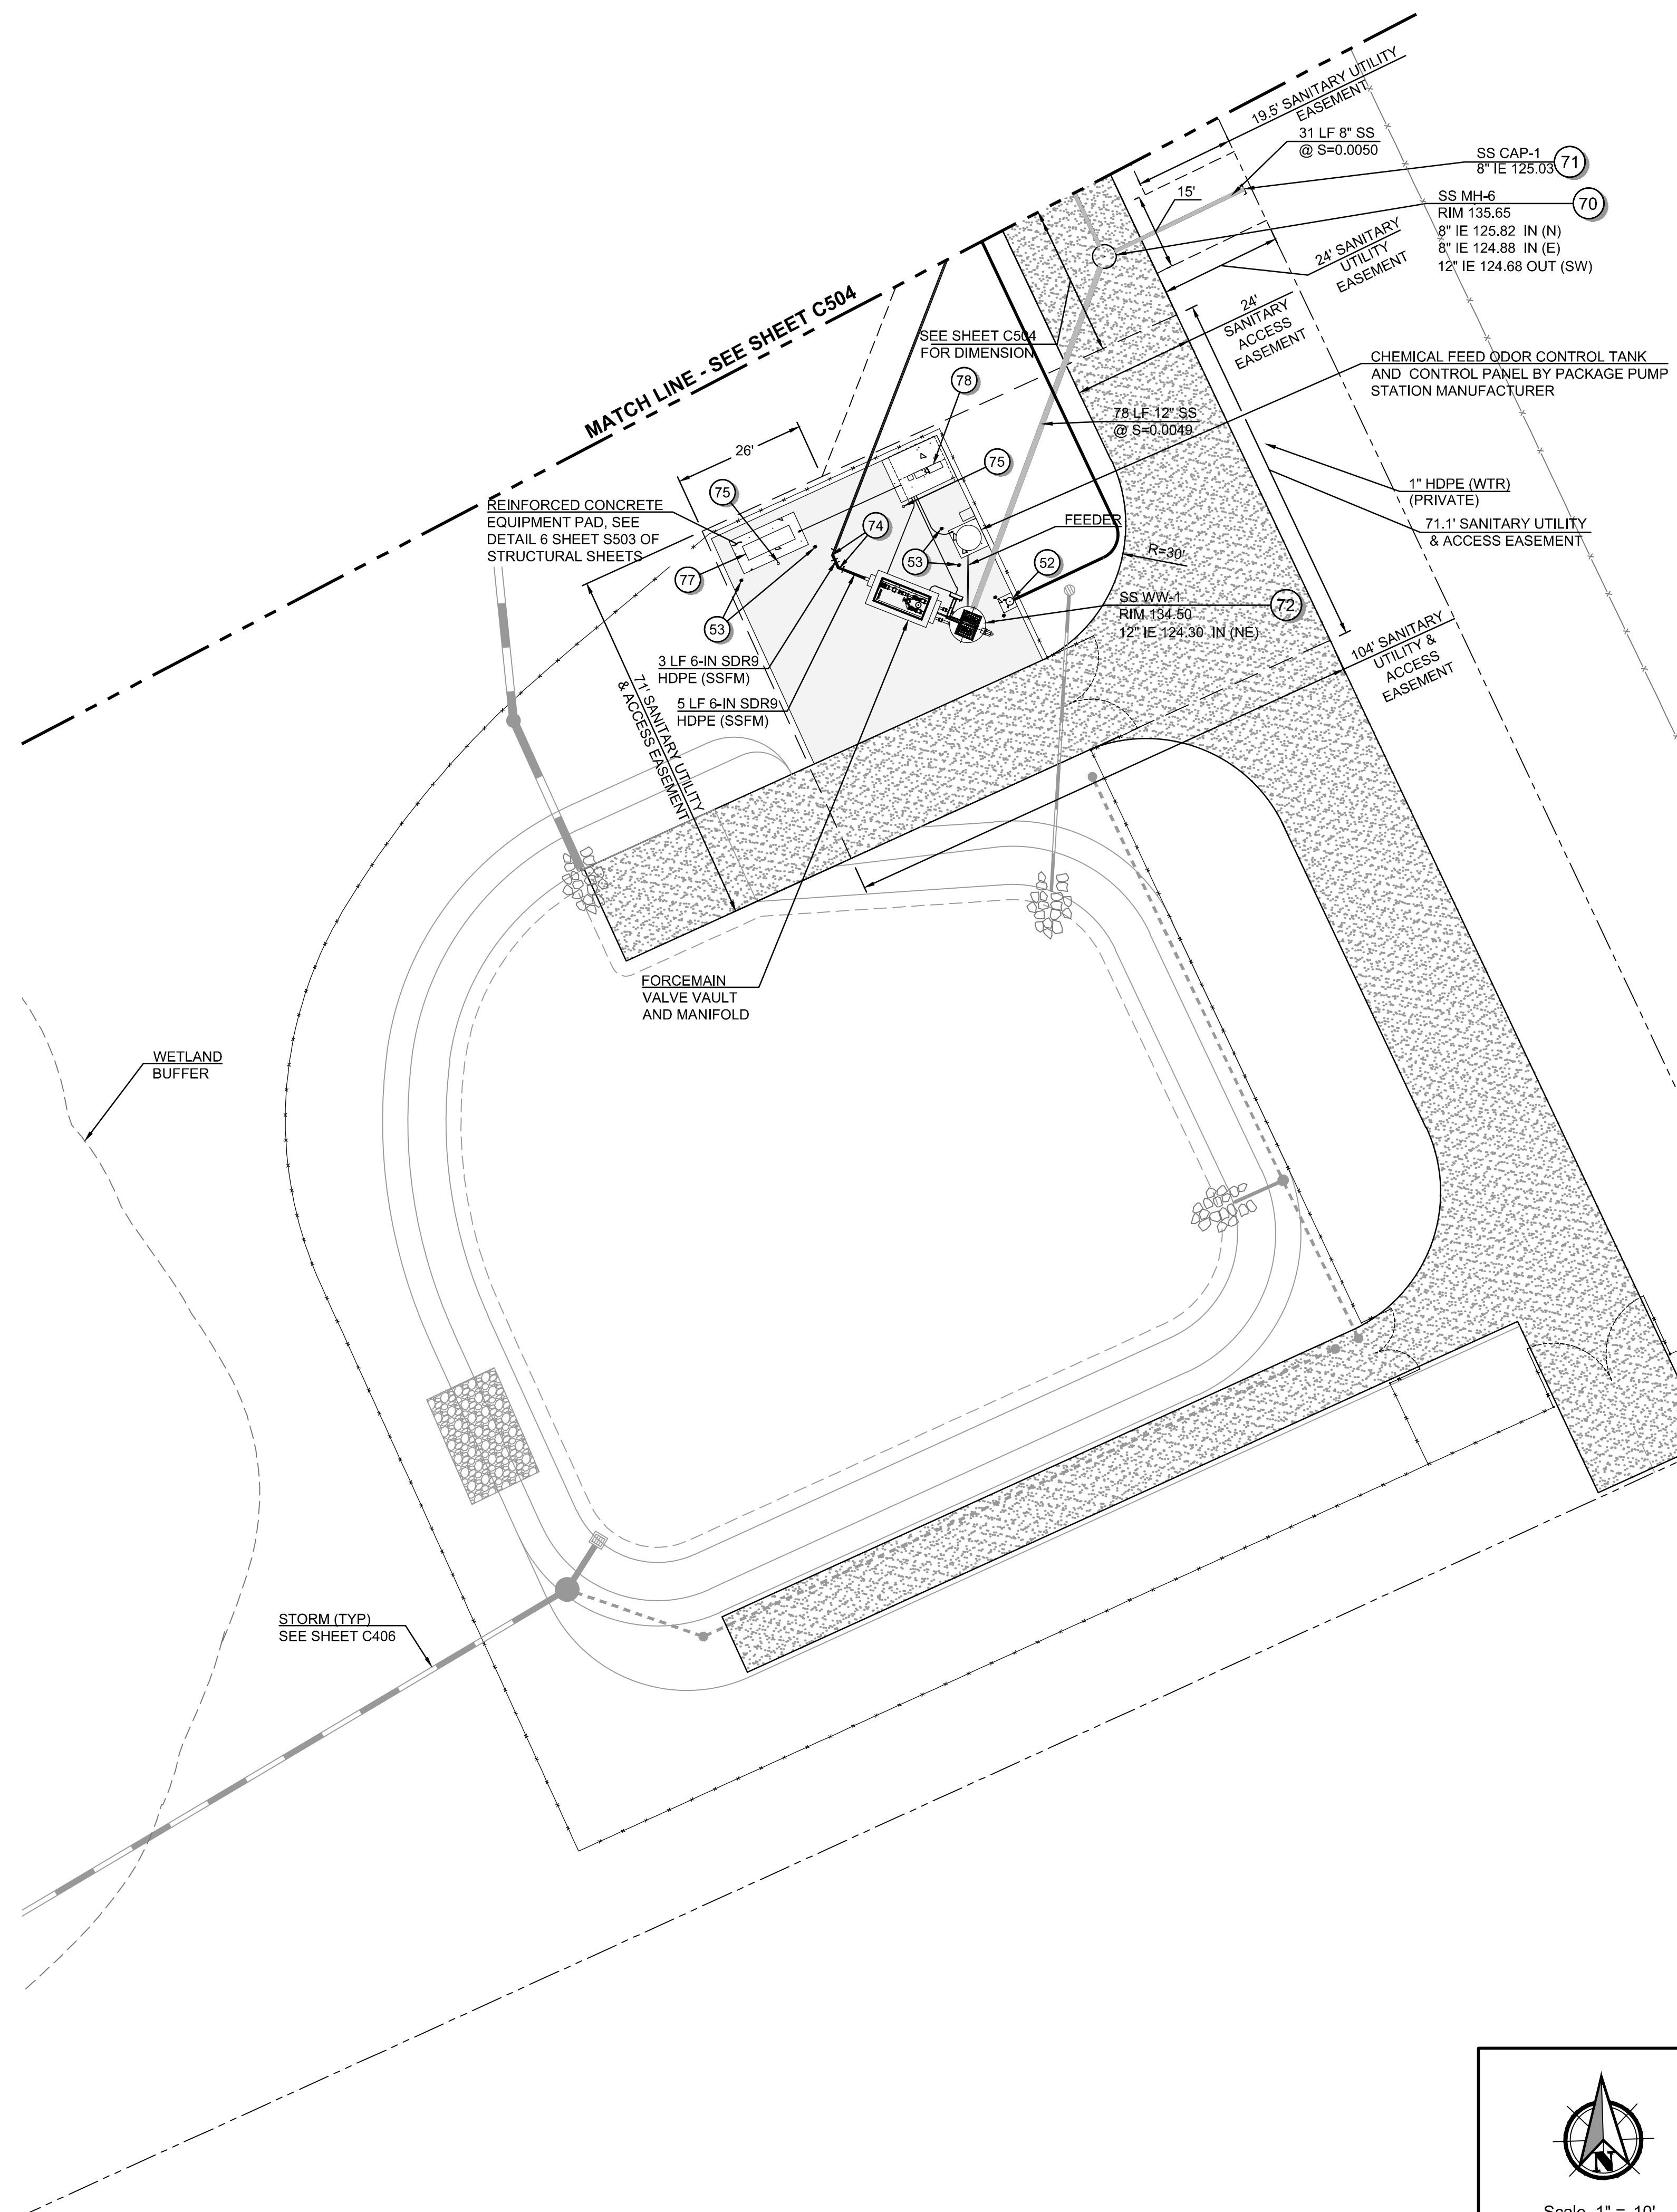 19.5' SANITARY UTILITY
EASEMENT
31 LF 8" SS
@ S=0.0050
SS CAP-1
8" IE 125.03
71
15'
SS MH-6
RIM 135.65
8" IE 125.82 IN (N)
8" IE 124.88 IN (E)
12" IE 124.68 OUT (SW)
70
24' SANITARY
UTILITY
EASEMENT
MATCH LINE - SEE SHEET C504
24'
SANITARY
ACCESS
EASEMENT
SEE SHEET C504
FOR DIMENSION
CHEMICAL FEED ODOR CONTROL TANK
AND CONTROL PANEL BY PACKAGE PUMP
STATION MANUFACTURER
78
78 LF 12" SS
@ S=0.0049
26'
75
75
1" HDPE (WTR)
(PRIVATE)
REINFORCED CONCRETE
EQUIPMENT PAD, SEE
DETAIL 6 SHEET S503 OF
STRUCTURAL SHEETS
74
FEEDER
71.1' SANITARY UTILITY
& ACCESS EASEMENT
R=30'
53
52
77
SS WW-1
RIM 134.50
12" IE 124.30 IN (NE)
72
53
104' SANITARY
UTILITY &
ACCESS
EASEMENT
3 LF 6-IN SDR9
HDPE (SSFM)
5 LF 6-IN SDR9
HDPE (SSFM)
71' SANITARY UTILITY
& ACCESS EASEMENT
FORCEMAIN
VALVE VAULT
AND MANIFOLD
WETLAND
BUFFER
STORM (TYP)
SEE SHEET C406
N
Scale 1" = 10'